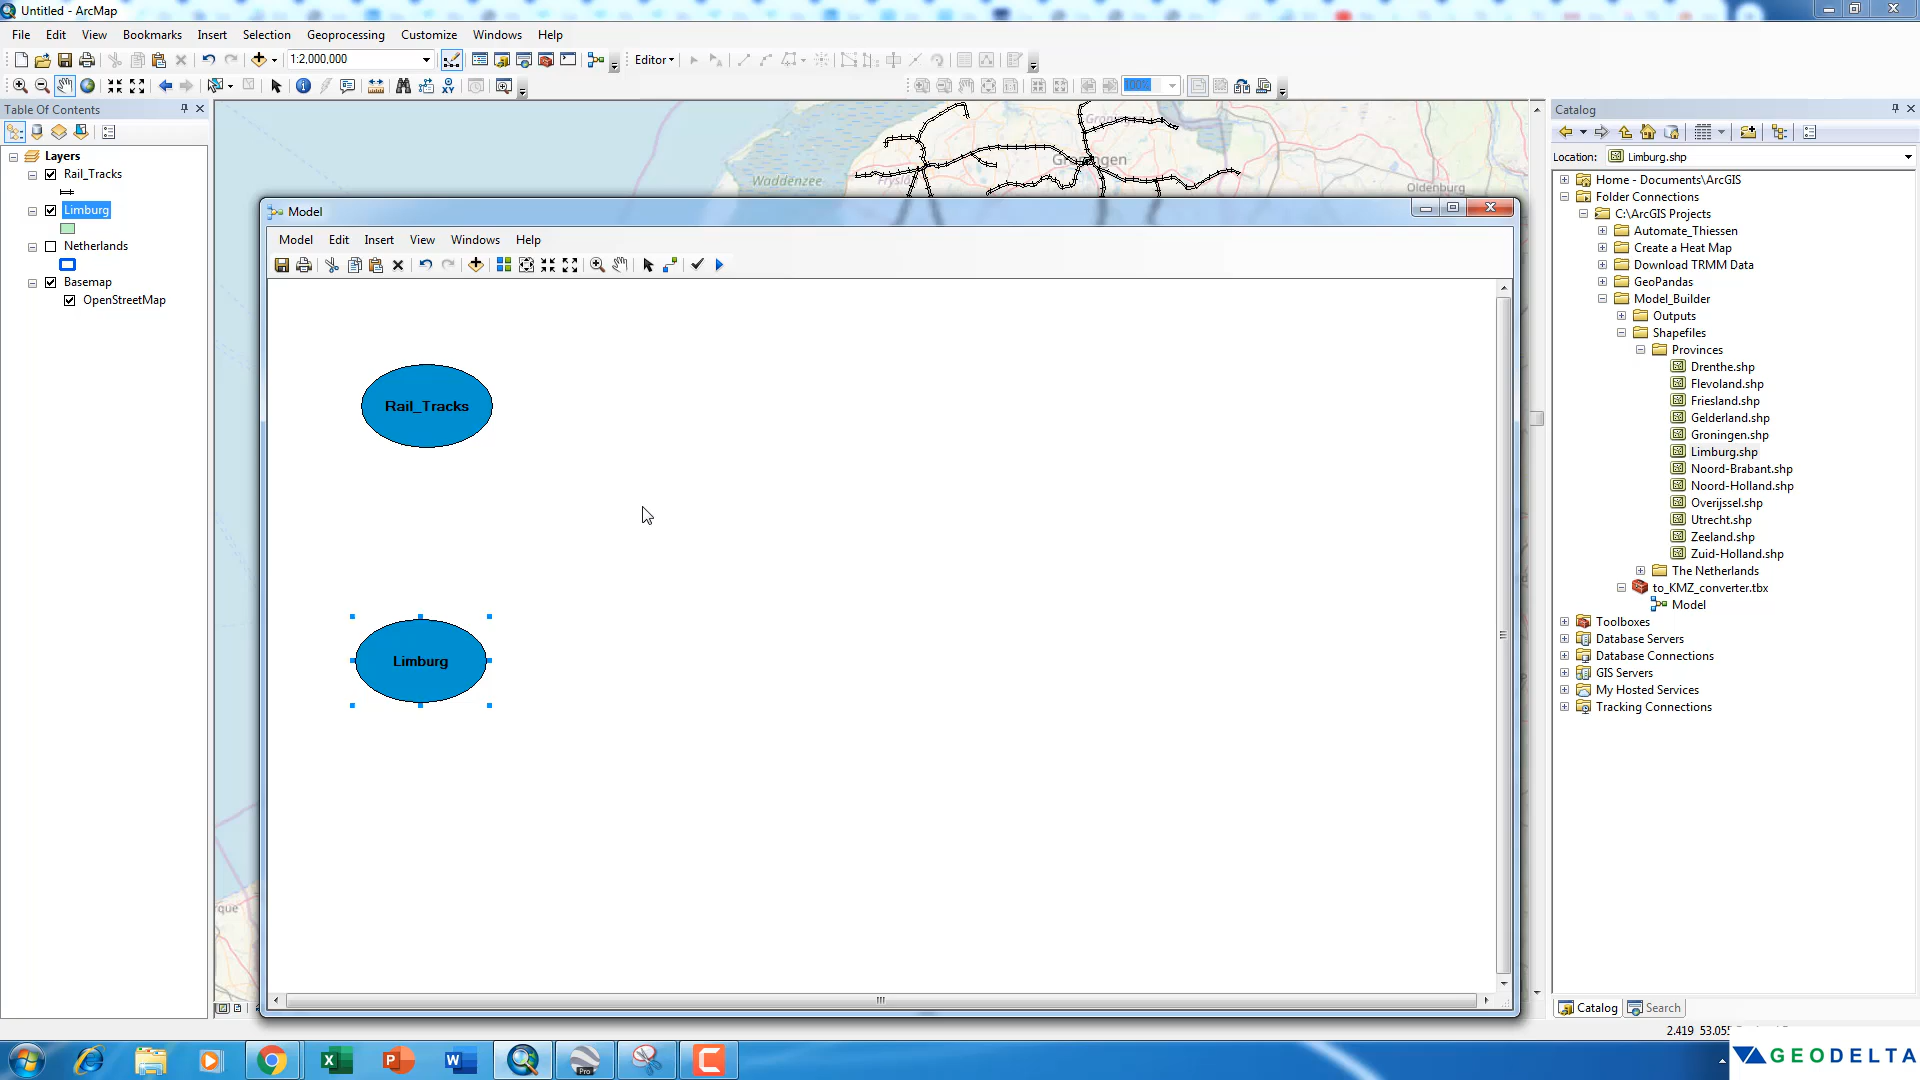 Untitled - ArcMap
File Edit View Bookmarks Insert Selection Geoprocessing Customize Windows Help
1:2,000,000
Editor
100%
Table Of Contents
Layers
Rail_Tracks
Limburg
Netherlands
Basemap
OpenStreetMap
Waddenzee
Oldenburg
Model
Model Edit Insert View Windows Help
Rail_Tracks
Limburg
Catalog
Location: Limburg.shp
Home - Documents\ArcGIS
Folder Connections
C:\ArcGIS Projects
Automate_Thiessen
Create a Heat Map
Download TRMM Data
GeoPandas
Model_Builder
Outputs
Shapefiles
Provinces
Drenthe.shp
Flevoland.shp
Friesland.shp
Gelderland.shp
Groningen.shp
Limburg.shp
Noord-Brabant.shp
Noord-Holland.shp
Overijssel.shp
Utrecht.shp
Zeeland.shp
Zuid-Holland.shp
The Netherlands
to_KMZ_converter.tbx
Model
Toolboxes
Database Servers
Database Connections
GIS Servers
My Hosted Services
Tracking Connections
Catalog Search
2.419 53.055
Pro
GEODELTA